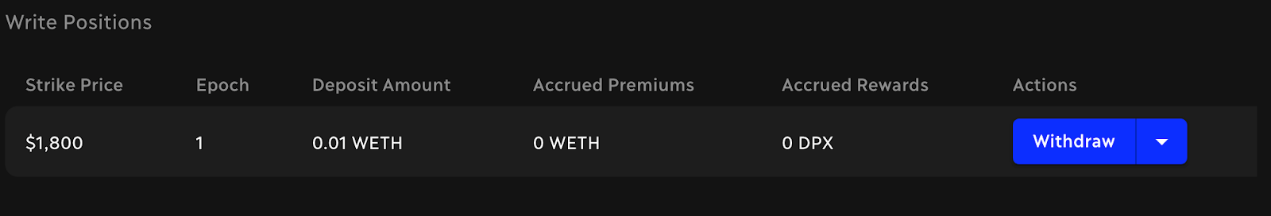 Write Positions
Strike Price Epoch Deposit Amount Accrued Premiums Accrued Rewards Actions
$1,800 1 0.01 WETH 0 WETH 0 DPX Withdraw